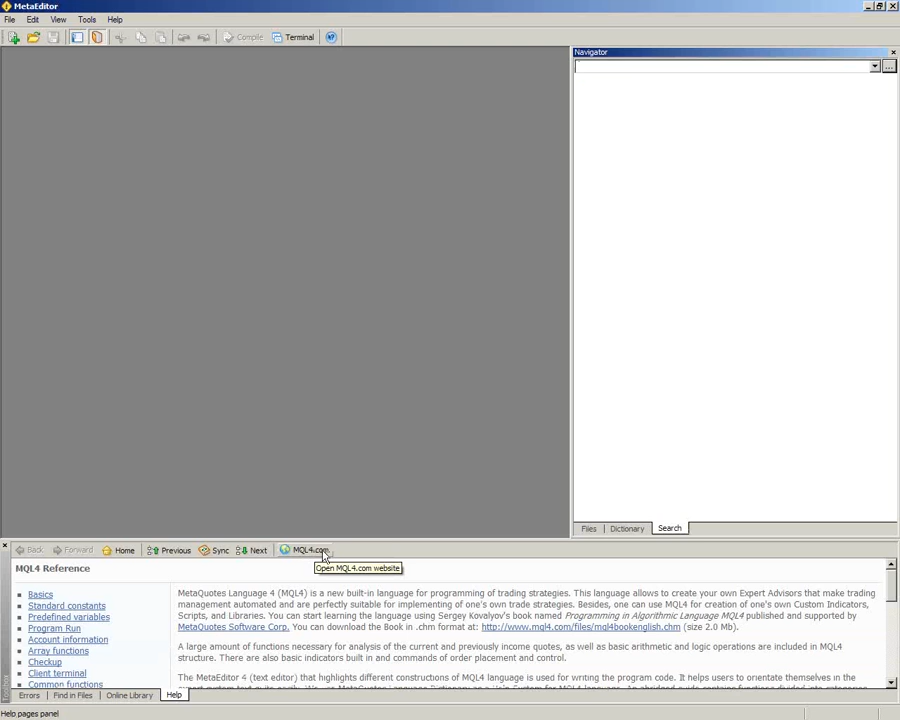 MetaEditor
File Edit View Tools Help
Compile Terminal
Navigator
...
Files Dictionary Search
Back Forward Home Previous Sync Next MQL4.com
Open MQL4.com website
MQL4 Reference
Basics
Standard constants
Predefined variables
Program Run
Account information
Array functions
Checkup
Client terminal
Common functions
MetaQuotes Language 4 (MQL4) is a new built-in language for programming of trading strategies. This language allows to create your own Expert Advisors that make trading
management automated and are perfectly suitable for implementing of one's own trade strategies. Besides, one can use MQL4 for creation of one's own Custom Indicators,
Scripts, and Libraries. You can start learning the language using Sergey Kovalyov's book named Programming in Algorithmic Language MQL4 published and supported by
MetaQuotes Software Corp. You can download the Book in .chm format at: http://www.mql4.com/files/mql4bookenglish.chm (size 2.0 Mb).
A large amount of functions necessary for analysis of the current and previously income quotes, as well as basic arithmetic and logic operations are included in MQL4
structure. There are also basic indicators built in and commands of order placement and control.
The MetaEditor 4 (text editor) that highlights different constructions of MQL4 language is used for writing the program code. It helps users to orientate themselves in
Toolbox
Errors Find in Files Online Library Help
Help pages panel